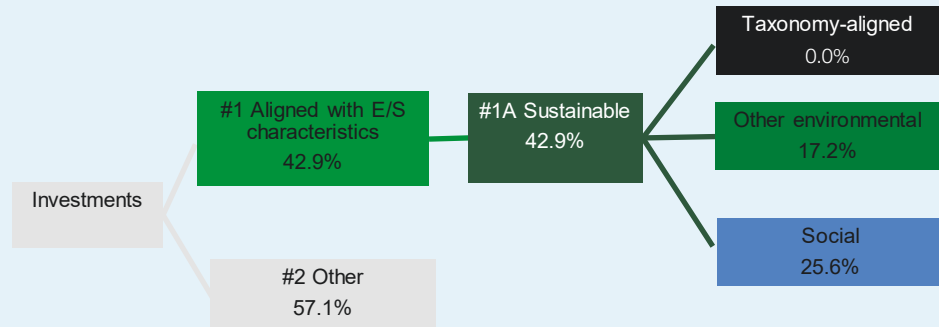 Investments
#1 Aligned with E/S
characteristics
42.9%
#2 Other
57.1%
#1A Sustainable
42.9%
Taxonomy-aligned
0.0%
Other environmental
17.2%
Social
25.6%